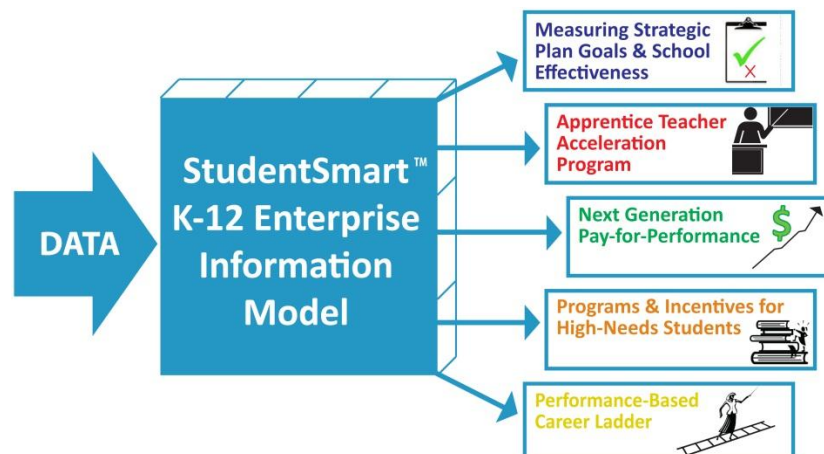 DATA
StudentSmart™
K-12 Enterprise
Information
Model
Measuring Strategic
Plan Goals & School
Effectiveness
Apprentice Teacher
Acceleration
Program
Next Generation
Pay-for-Performance
$
Programs & Incentives for
High-Needs Students
Performance-Based
Career Ladder